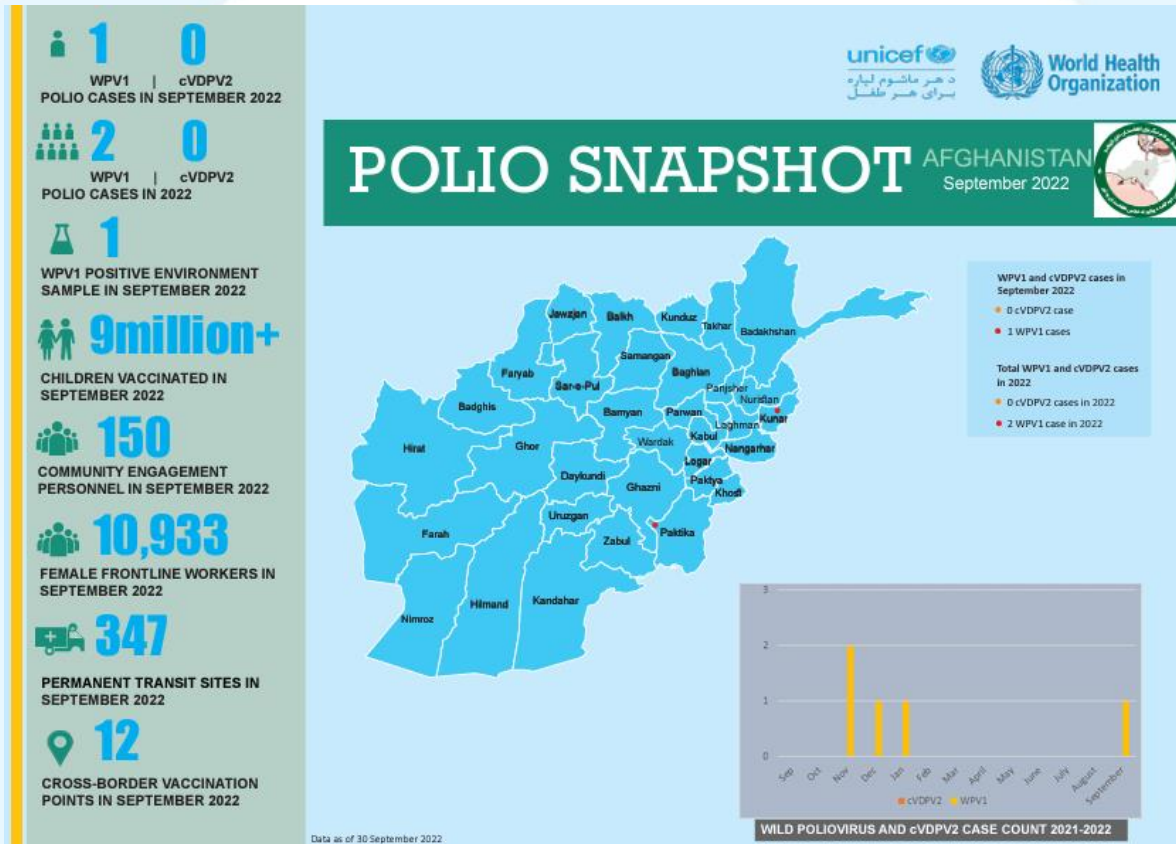 1 0
WPV1 | cVDPV2
POLIO CASES IN SEPTEMBER 2022
2 0
WPV1 | cVDPV2
POLIO CASES IN 2022
1
WPV1 POSITIVE ENVIRONMENT
SAMPLE IN SEPTEMBER 2022
9million+
CHILDREN VACCINATED IN
SEPTEMBER 2022
150
COMMUNITY ENGAGEMENT
PERSONNEL IN SEPTEMBER 2022
10,933
FEMALE FRONTLINE WORKERS IN
SEPTEMBER 2022
347
PERMANENT TRANSIT SITES IN
SEPTEMBER 2022
12
CROSS-BORDER VACCINATION
POINTS IN SEPTEMBER 2022
unicef
د هر ماشوم لپاره
برای هر طفل
World Health
Organization
POLIO SNAPSHOT
AFGHANISTAN
September 2022
Jawzjan
Balkh
Kunduz
Takhar
Badakhshan
Faryab
Sar-e-Pul
Samangan
Baghlan
Panjsher
Nuristan
Badghis
Bamyan
Parwan
Kunar
Laghman
Hirat
Ghor
Wardak
Kabul
Nangarhar
Logar
Daykundi
Ghazni
Paktya
Khost
Uruzgan
Farah
Zabul
Paktika
Nimroz
Hilmand
Kandahar
WPV1 and cVDPV2 cases in
September 2022
0 cVDPV2 case
1 WPV1 cases
Total WPV1 and cVDPV2 cases
in 2022
0 cVDPV2 cases in 2022
2 WPV1 case in 2022
3
2
1
0
Sep Oct Nov Dec Jan Feb Mar April May June July August September
cVDPV2 WPV1
WILD POLIOVIRUS AND cVDPV2 CASE COUNT 2021-2022
Data as of 30 September 2022